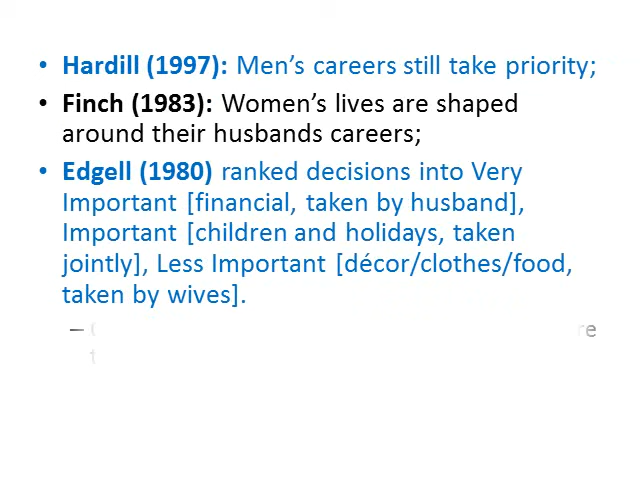 • Hardill (1997): Men’s careers still take priority;
• Finch (1983): Women’s lives are shaped
around their husbands careers;
• Edgell (1980) ranked decisions into Very
Important [financial, taken by husband],
Important [children and holidays, taken
jointly], Less Important [décor/clothes/food,
taken by wives].